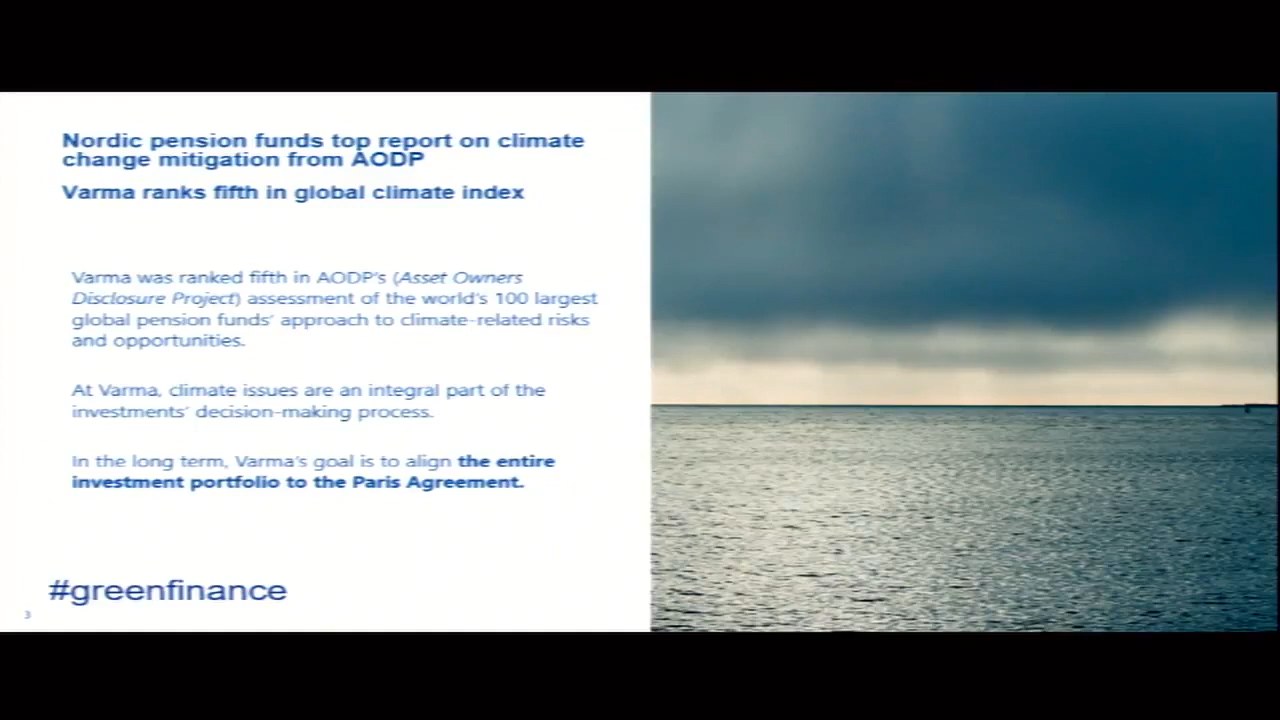 Nordic pension funds top report on climate
change mitigation from AODP
Varma ranks fifth in global climate index
Varma was ranked fifth in AODP's (Asset Owners
Disclosure Project) assessment of the world's 100 largest
global pension funds' approach to climate-related risks
and opportunities.
At Varma, climate issues are an integral part of the
investments' decision-making process.
In the long term, Varma's goal is to align the entire
investment portfolio to the Paris Agreement.
#greenfinance
3